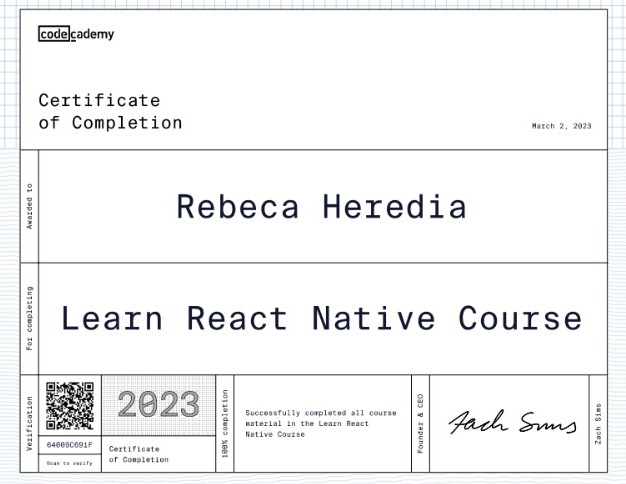 codecademy
Certificate
of Completion
March 2, 2023
Awarded to
Rebeca Heredia
For completing
Learn React Native Course
Verification
64009C691F
Scan to verify
2023
Certificate
of Completion
100% completion
Successfully completed all course
material in the Learn React
Native Course
Founder & CEO
Zach Sims
Zach Sims